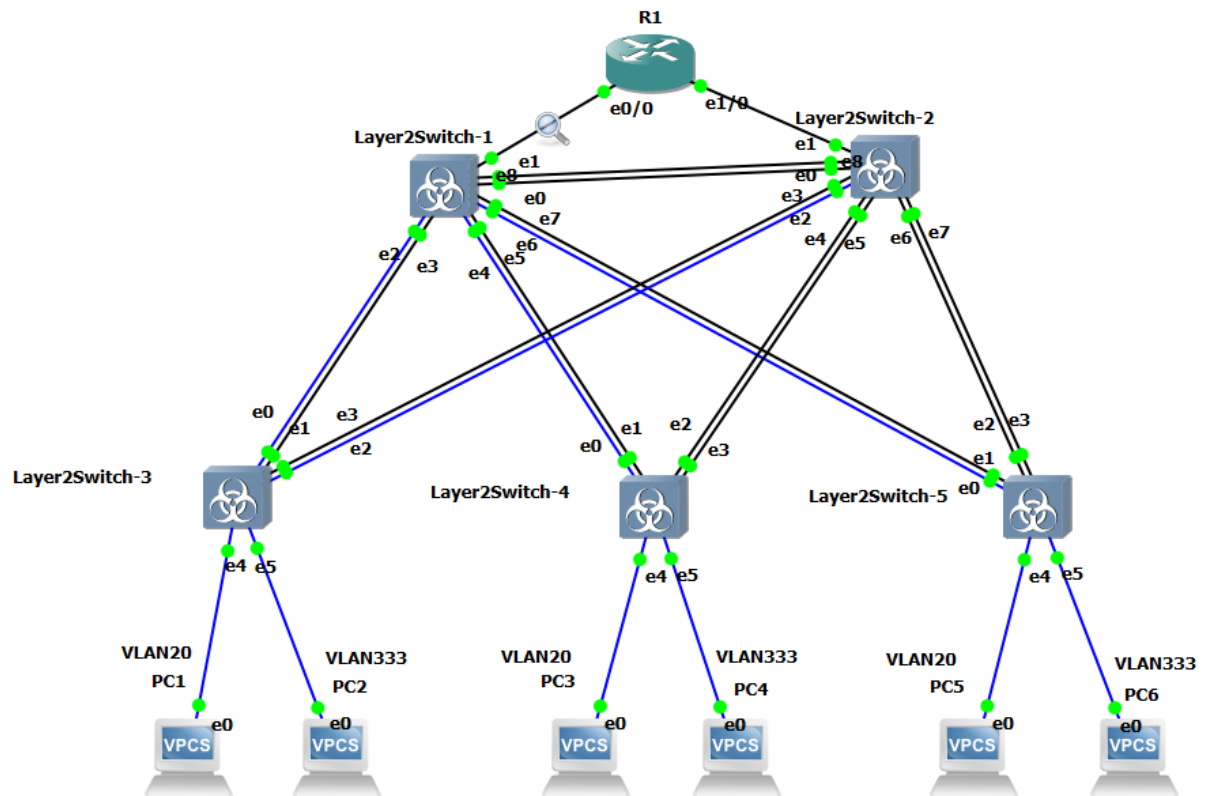 R1
e0/0
e1/0
Layer2Switch-1
Layer2Switch-2
e1
e8
e0
e1
e8
e0
e7
e6
e5
e4
e2
e3
e3
e2
e4
e5
e6
e7
e0
e1
e3
e2
e0
e1
e2
e3
e2
e3
e1
e0
Layer2Switch-3
Layer2Switch-4
Layer2Switch-5
e4
e5
e4
e5
e4
e5
VLAN20
PC1
VLAN333
PC2
VLAN20
PC3
VLAN333
PC4
VLAN20
PC5
VLAN333
PC6
e0
e0
e0
e0
e0
e0
VPCS
VPCS
VPCS
VPCS
VPCS
VPCS